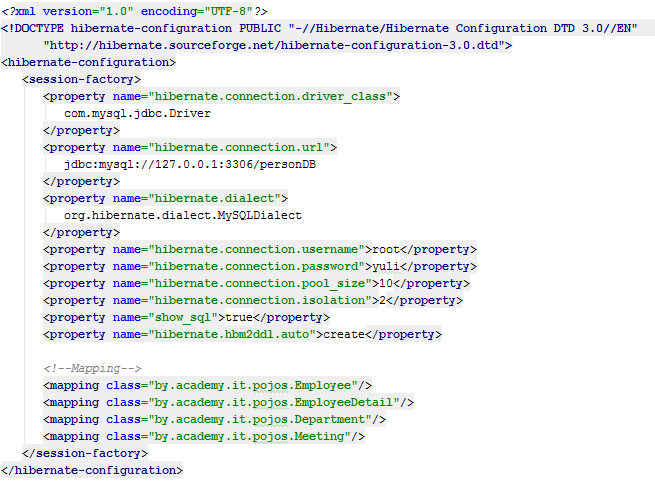 <?xml version="1.0" encoding="UTF-8"?>
<!DOCTYPE hibernate-configuration PUBLIC "-//Hibernate/Hibernate Configuration DTD 3.0//EN"
"http://hibernate.sourceforge.net/hibernate-configuration-3.0.dtd">
<hibernate-configuration>
<session-factory>
<property name="hibernate.connection.driver_class">
com.mysql.jdbc.Driver
</property>
<property name="hibernate.connection.url">
jdbc:mysql://127.0.0.1:3306/personDB
</property>
<property name="hibernate.dialect">
org.hibernate.dialect.MySQLDialect
</property>
<property name="hibernate.connection.username">root</property>
<property name="hibernate.connection.password">yuli</property>
<property name="hibernate.connection.pool_size">10</property>
<property name="hibernate.connection.isolation">2</property>
<property name="show_sql">true</property>
<property name="hibernate.hbm2ddl.auto">create</property>
<!--Mapping-->
<mapping class="by.academy.it.pojos.Employee"/>
<mapping class="by.academy.it.pojos.EmployeeDetail"/>
<mapping class="by.academy.it.pojos.Department"/>
<mapping class="by.academy.it.pojos.Meeting"/>
</session-factory>
</hibernate-configuration>